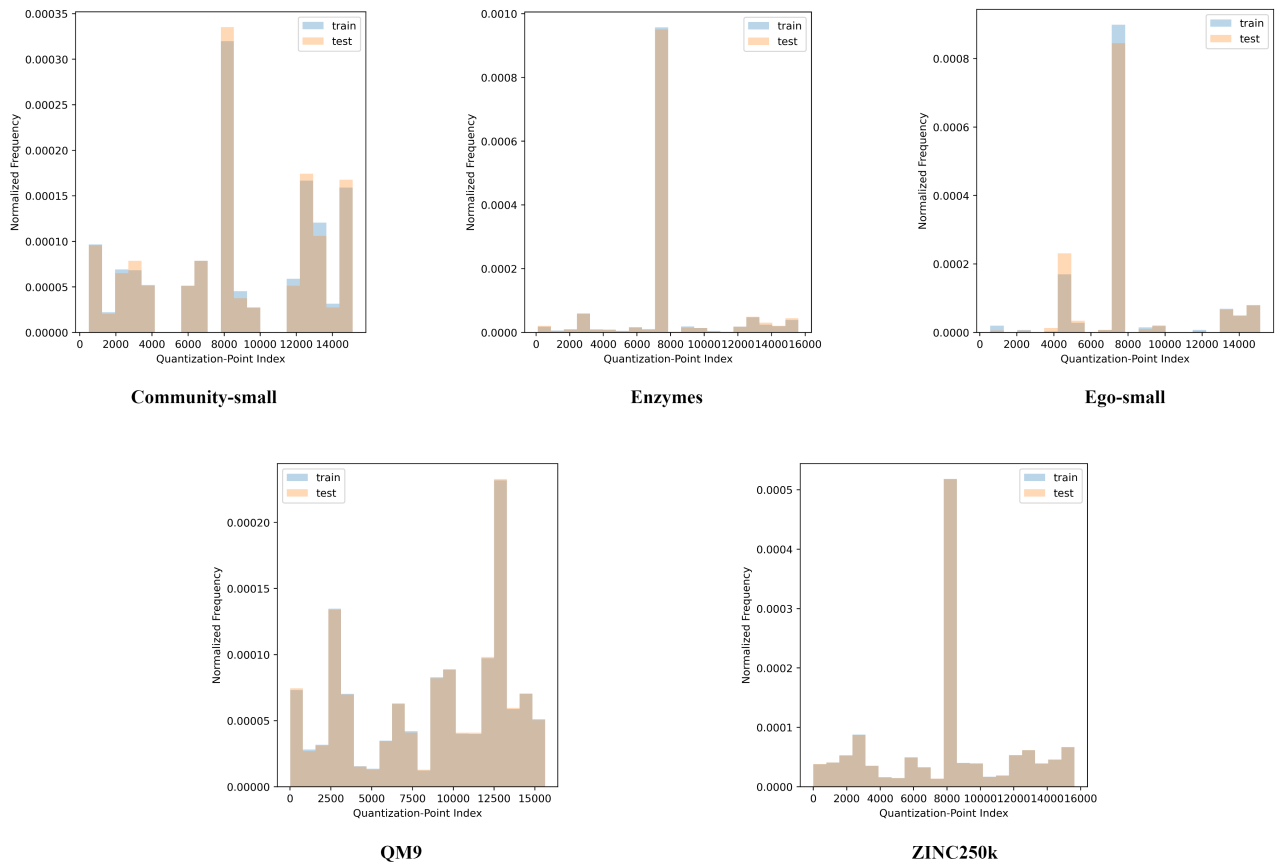 0.00035
0.00030
0.00025
0.00020
0.00015
0.00010
0.00005
0.00000
Normalized Frequency
train
test
0 2000 4000 6000 8000 10000 12000 14000
Quantization-Point Index
Community-small
0.0010
0.0008
0.0006
0.0004
0.0002
0.0000
Normalized Frequency
train
test
0 2000 4000 6000 8000 10000 12000 14000 16000
Quantization-Point Index
Enzymes
0.0008
0.0006
0.0004
0.0002
0.0000
Normalized Frequency
train
test
0 2000 4000 6000 8000 10000 12000 14000
Quantization-Point Index
Ego-small
0.00020
0.00015
0.00010
0.00005
0.00000
Normalized Frequency
train
test
0 2500 5000 7500 10000 12500 15000
Quantization-Point Index
QM9
0.0005
0.0004
0.0003
0.0002
0.0001
0.0000
Normalized Frequency
train
test
0 2000 4000 6000 8000 10000 12000 14000 16000
Quantization-Point Index
ZINC250k